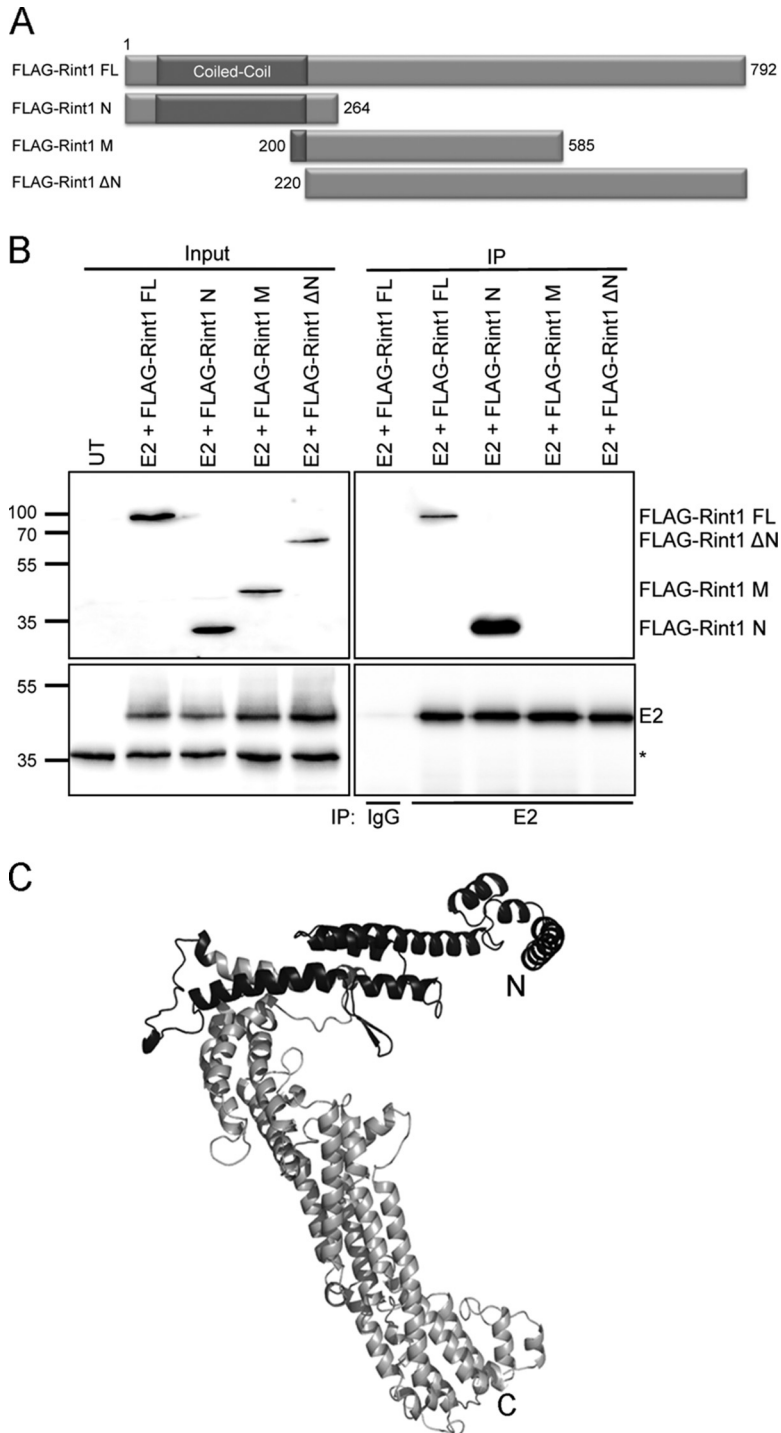 A
1
FLAG-Rint1 FL
Coiled-Coil
792
FLAG-Rint1 N
264
FLAG-Rint1 M
200
585
FLAG-Rint1 ΔN
220
B
Input
IP
UT
E2 + FLAG-Rint1 FL
E2 + FLAG-Rint1 N
E2 + FLAG-Rint1 M
E2 + FLAG-Rint1 ΔN
E2 + FLAG-Rint1 FL
E2 + FLAG-Rint1 FL
E2 + FLAG-Rint1 N
E2 + FLAG-Rint1 M
E2 + FLAG-Rint1 ΔN
100
70
55
35
FLAG-Rint1 FL
FLAG-Rint1 ΔN
FLAG-Rint1 M
FLAG-Rint1 N
55
35
E2
*
IP: IgG E2
C
N
C